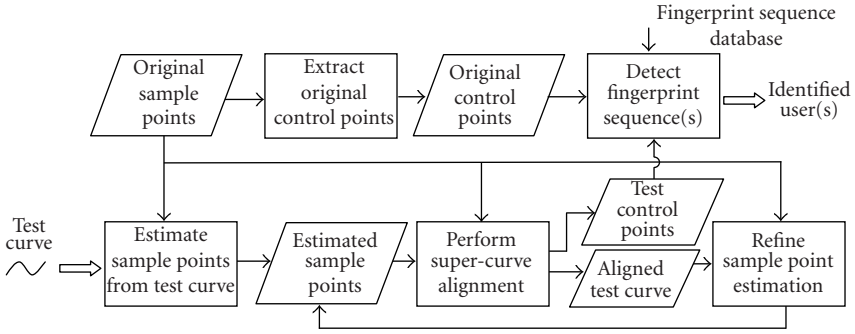 Fingerprint sequence
database
Original
sample
points
Extract
original
control points
Original
control
points
Detect
fingerprint
sequence(s)
Identified
user(s)
Test
curve
Estimate
sample points
from test curve
Estimated
sample
points
Perform
super-curve
alignment
Test
control
points
Aligned
test curve
Refine
sample point
estimation